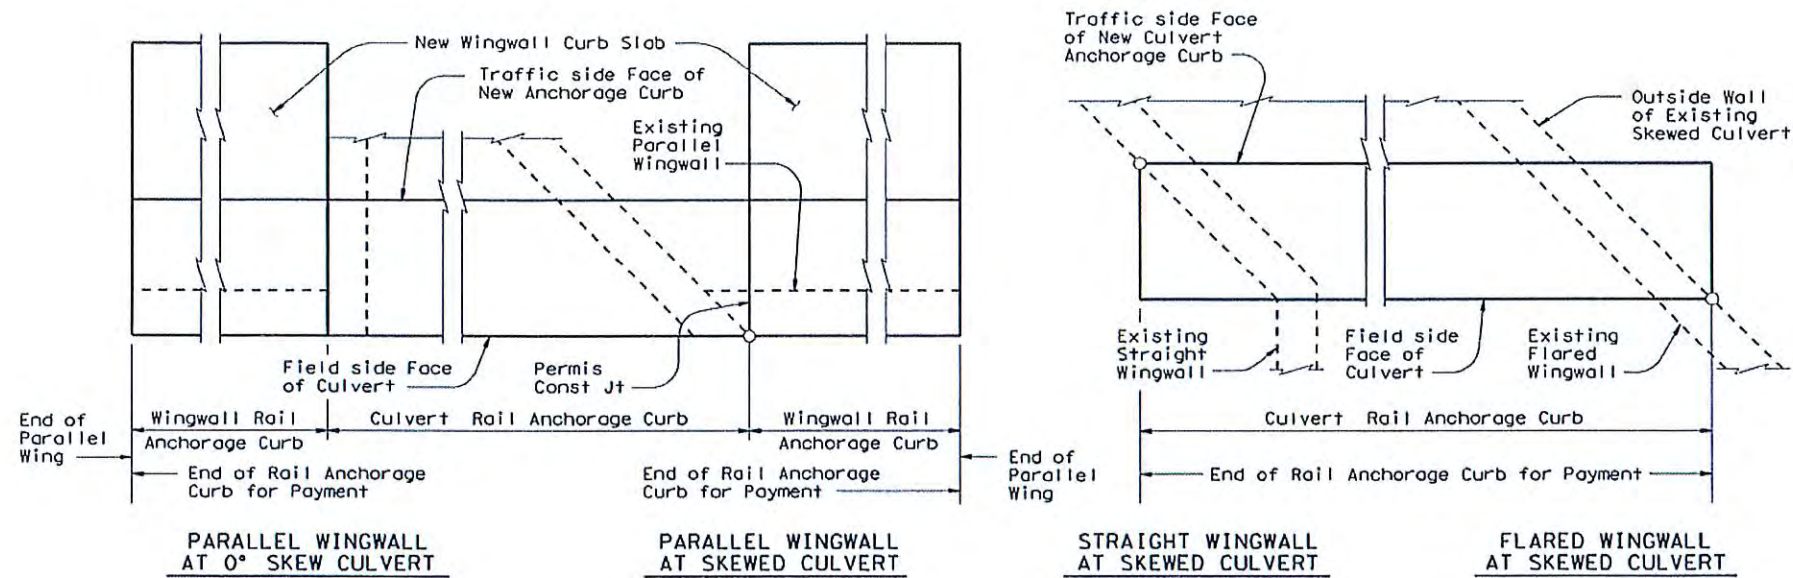 New Wingwall Curb Slab
Traffic side Face of
New Anchorage Curb
Existing
Parallel
Wingwall
Field side Face
of Culvert
Permis
Const Jt
End of
Parallel
Wing
Wingwall Rail
Anchorage Curb
Culvert Rail Anchorage Curb
Wingwall Rail
Anchorage Curb
End of Rail Anchorage
Curb for Payment
End of Rail Anchorage
Curb for Payment
End of
Parallel
Wing
PARALLEL WINGWALL
AT 0° SKEW CULVERT
PARALLEL WINGWALL
AT SKEWED CULVERT
Traffic side Face
of New Culvert
Anchorage Curb
Outside Wall
of Existing
Skewed Culvert
Existing
Straight
Wingwall
Field side
Face of
Culvert
Existing
Flared
Wingwall
Culvert Rail Anchorage Curb
End of Rail Anchorage Curb for Payment
STRAIGHT WINGWALL
AT SKEWED CULVERT
FLARED WINGWALL
AT SKEWED CULVERT